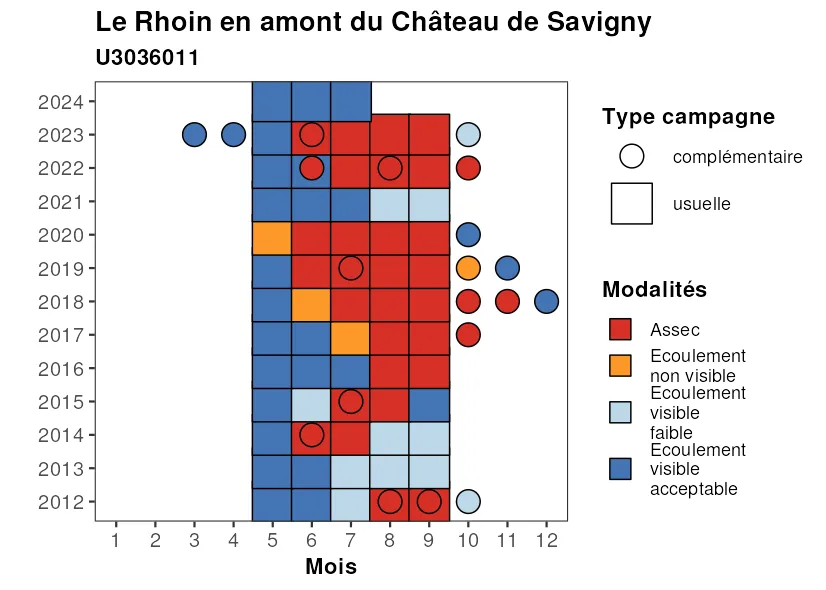 Le Rhoin en amont du Château de Savigny
U3036011
2024
2023
2022
2021
2020
2019
2018
2017
2016
2015
2014
2013
2012
1 2 3 4 5 6 7 8 9 10 11 12
Mois
Type campagne
complémentaire
usuelle
Modalités
Assec
Ecoulement
non visible
Ecoulement
visible
faible
Ecoulement
visible
acceptable